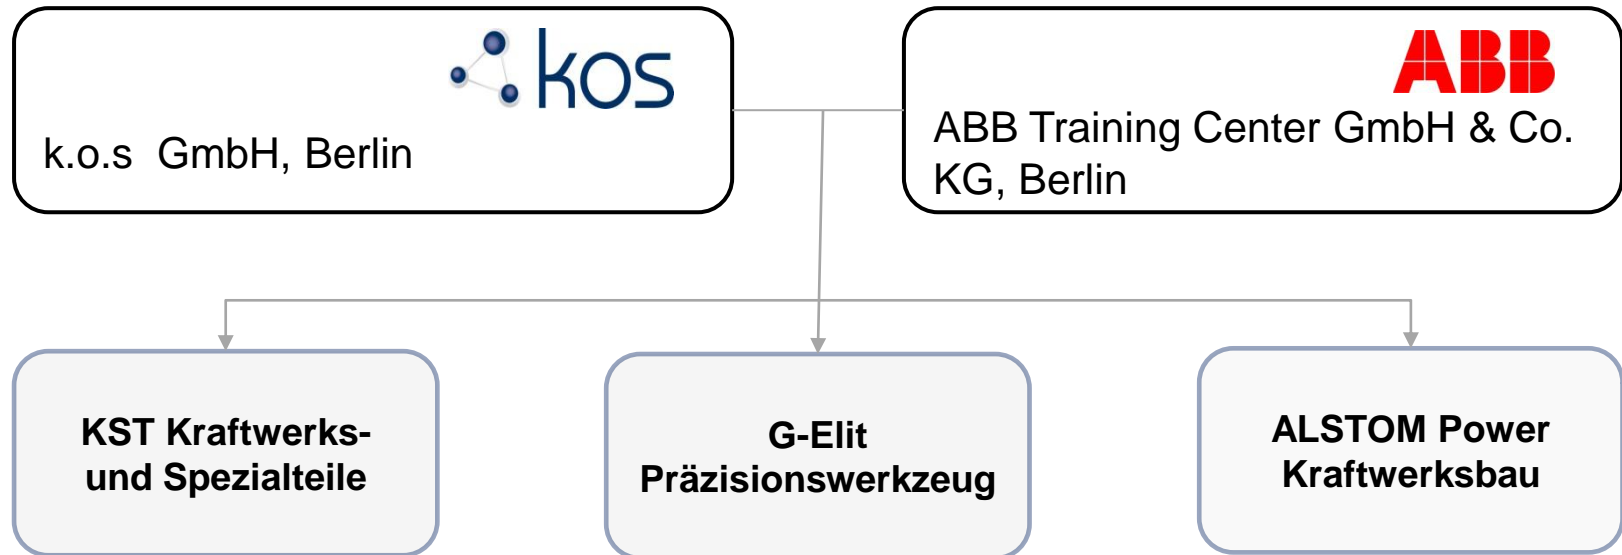 kos
k.o.s GmbH, Berlin
ABB
ABB Training Center GmbH & Co.
KG, Berlin
KST Kraftwerks-
und Spezialteile
G-Elit
Präzisionswerkzeug
ALSTOM Power
Kraftwerksbau